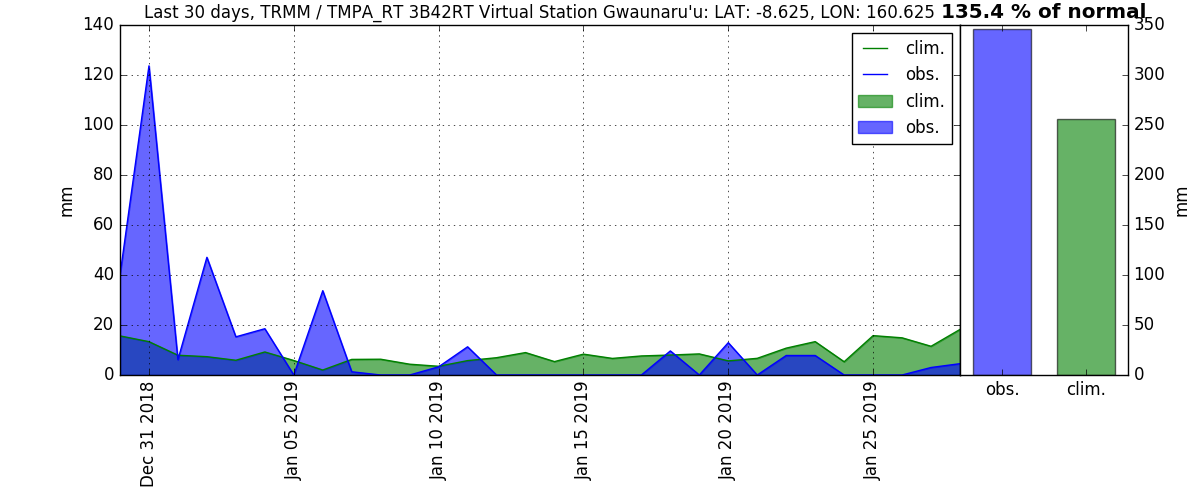 Last 30 days, TRMM / TMPA_RT 3B42RT Virtual Station Gwaunaru'u: LAT: -8.625, LON: 160.625 135.4 % of normal
140
120
100
80
60
40
20
0
mm
clim.
obs.
clim.
obs.
350
300
250
200
150
100
50
0
mm
obs. clim.
Dec 31 2018
Jan 05 2019
Jan 10 2019
Jan 15 2019
Jan 20 2019
Jan 25 2019